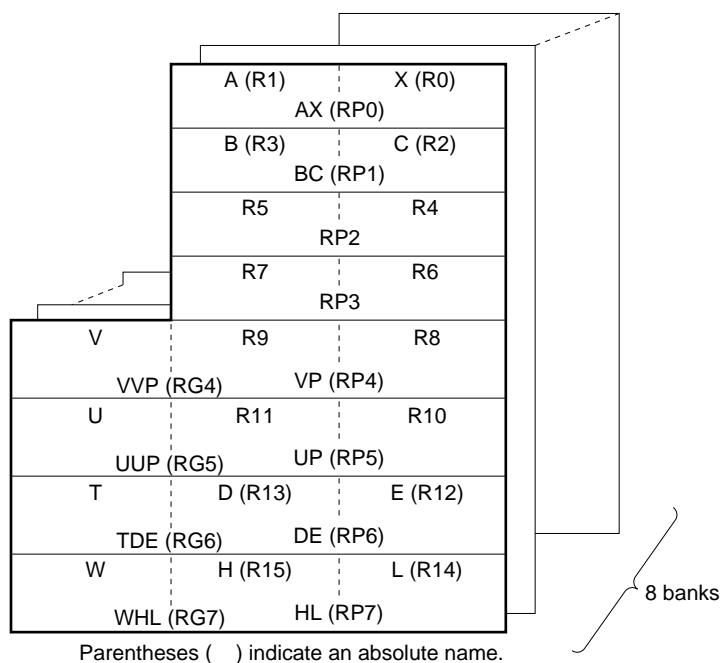 A (R1) X (R0)
AX (RP0)
B (R3) C (R2)
BC (RP1)
R5 R4
RP2
R7 R6
RP3
V R9 R8
VVP (RG4) VP (RP4)
U R11 R10
UUP (RG5) UP (RP5)
T D (R13) E (R12)
TDE (RG6) DE (RP6)
W H (R15) L (R14)
WHL (RG7) HL (RP7)
8 banks
Parentheses ( ) indicate an absolute name.